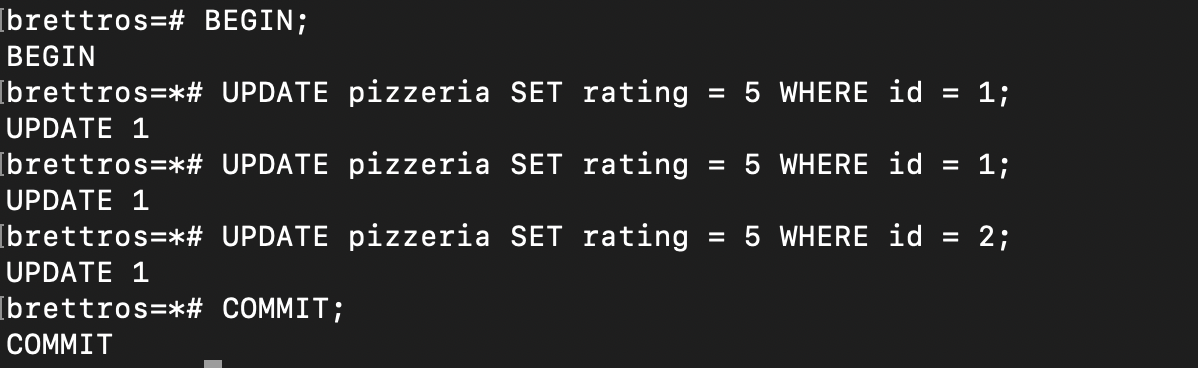 [brettros=# BEGIN;
BEGIN
[brettros=*# UPDATE pizzeria SET rating = 5 WHERE id = 1;
UPDATE 1
[brettros=*# UPDATE pizzeria SET rating = 5 WHERE id = 1;
UPDATE 1
[brettros=*# UPDATE pizzeria SET rating = 5 WHERE id = 2;
UPDATE 1
[brettros=*# COMMIT;
COMMIT